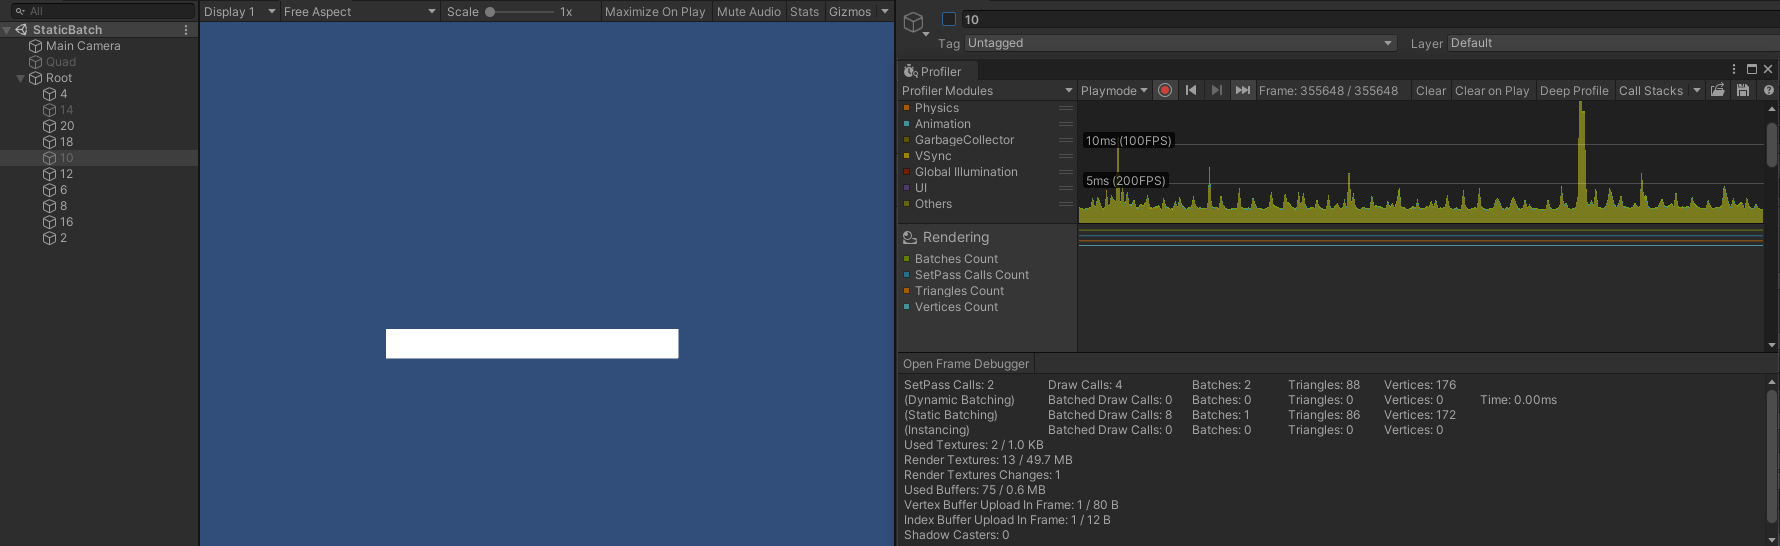 All
StaticBatch
Main Camera
Quad
Root
4
14
20
18
10
12
6
8
16
2
Display 1 Free Aspect Scale 1x Maximize On Play Mute Audio Stats Gizmos
10
Tag Untagged Layer Default
Profiler
Profiler Modules Playmode Frame: 355648 / 355648 Clear Clear on Play Deep Profile Call Stacks
Physics
Animation
GarbageCollector
VSync
Global Illumination
UI
Others
10ms (100FPS)
5ms (200FPS)
Rendering
Batches Count
SetPass Calls Count
Triangles Count
Vertices Count
Open Frame Debugger
SetPass Calls: 2 Draw Calls: 4 Batches: 2 Triangles: 88 Vertices: 176
(Dynamic Batching) Batched Draw Calls: 0 Batches: 0 Triangles: 0 Vertices: 0 Time: 0.00ms
(Static Batching) Batched Draw Calls: 8 Batches: 1 Triangles: 86 Vertices: 172
(Instancing) Batched Draw Calls: 0 Batches: 0 Triangles: 0 Vertices: 0
Used Textures: 2 / 1.0 KB
Render Textures: 13 / 49.7 MB
Render Textures Changes: 1
Used Buffers: 75 / 0.6 MB
Vertex Buffer Upload In Frame: 1 / 80 B
Index Buffer Upload In Frame: 1 / 12 B
Shadow Casters: 0